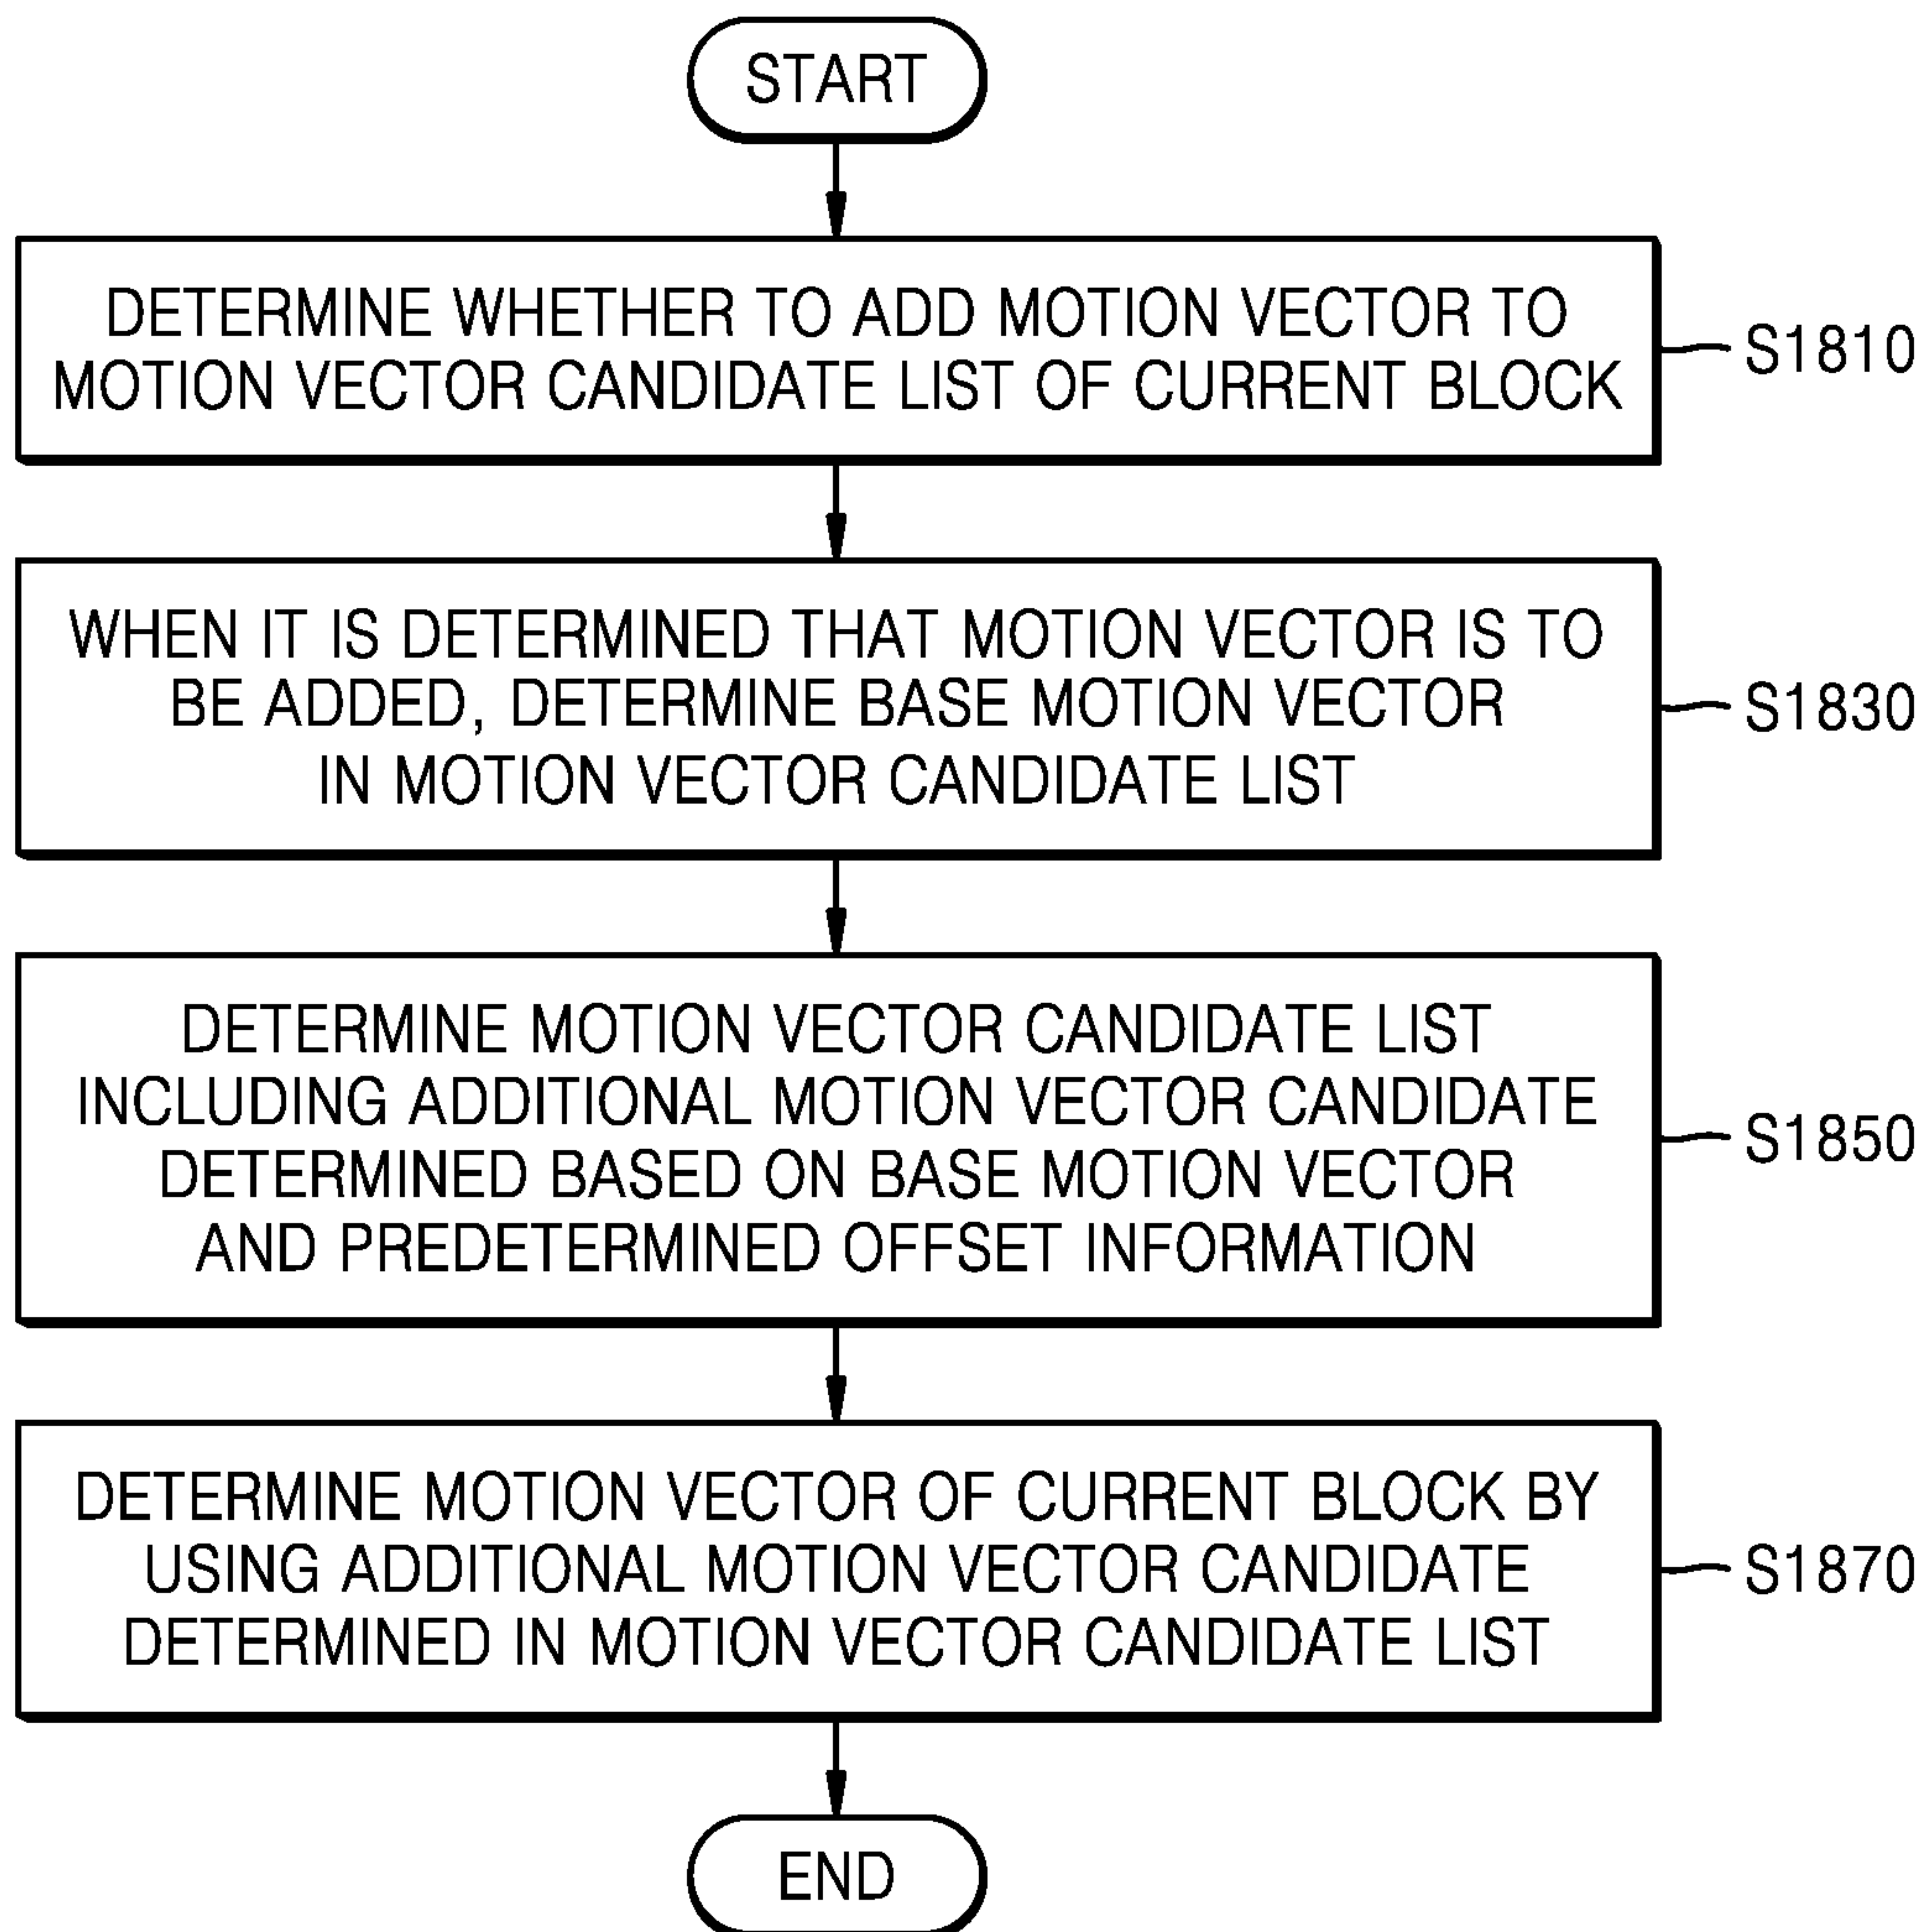 START
DETERMINE WHETHER TO ADD MOTION VECTOR TO
MOTION VECTOR CANDIDATE LIST OF CURRENT BLOCK
S1810
WHEN IT IS DETERMINED THAT MOTION VECTOR IS TO
BE ADDED, DETERMINE BASE MOTION VECTOR
IN MOTION VECTOR CANDIDATE LIST
S1830
DETERMINE MOTION VECTOR CANDIDATE LIST
INCLUDING ADDITIONAL MOTION VECTOR CANDIDATE
DETERMINED BASED ON BASE MOTION VECTOR
AND PREDETERMINED OFFSET INFORMATION
S1850
DETERMINE MOTION VECTOR OF CURRENT BLOCK BY
USING ADDITIONAL MOTION VECTOR CANDIDATE
DETERMINED IN MOTION VECTOR CANDIDATE LIST
S1870
END